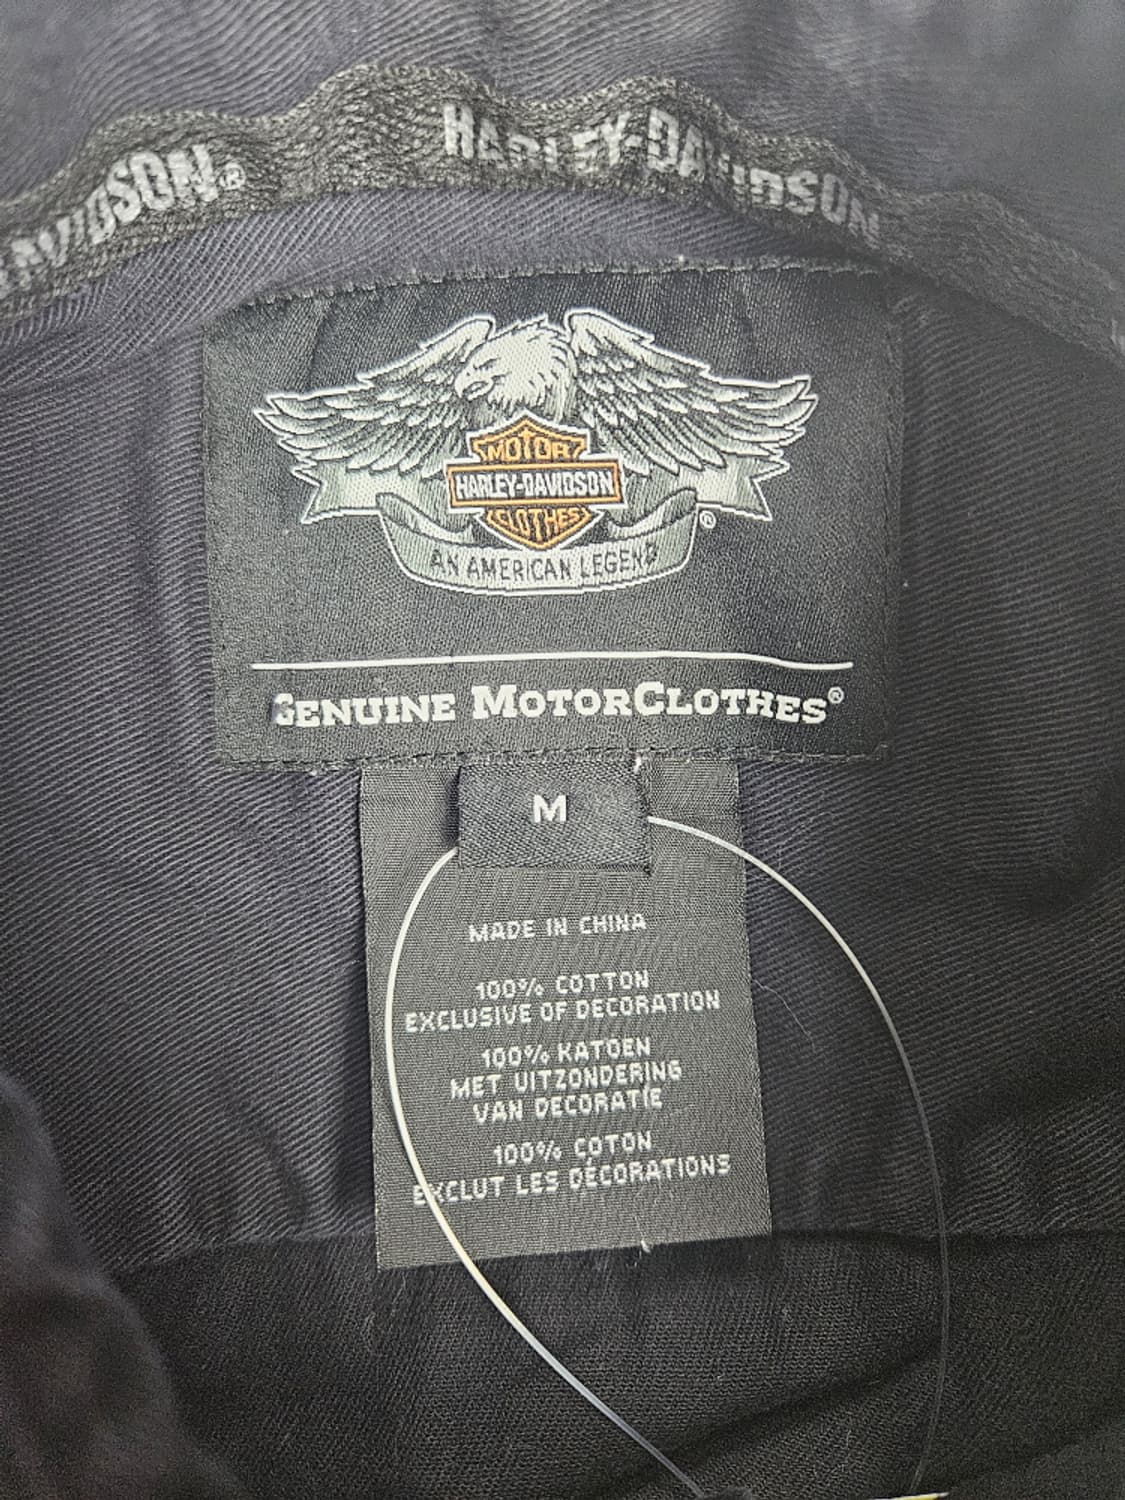 HARLEY-DAVIDSON
DAVIDSON®
MOTOR
HARLEY-DAVIDSON
CLOTHES
®
AN AMERICAN LEGEND
GENUINE MOTORCLOTHES®
M
MADE IN CHINA
100% COTTON
EXCLUSIVE OF DECORATION
100% KATOEN
MET UITZONDERING
VAN DECORATIE
100% COTON
EXCLUT LES DÉCORATIONS